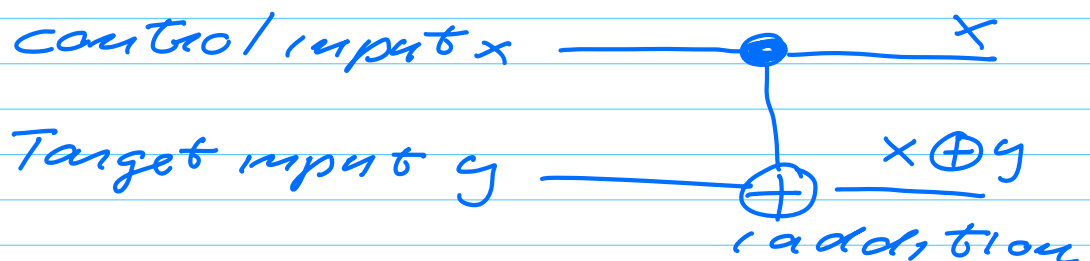 control input x x
Target input y x ⊕ y
(addition